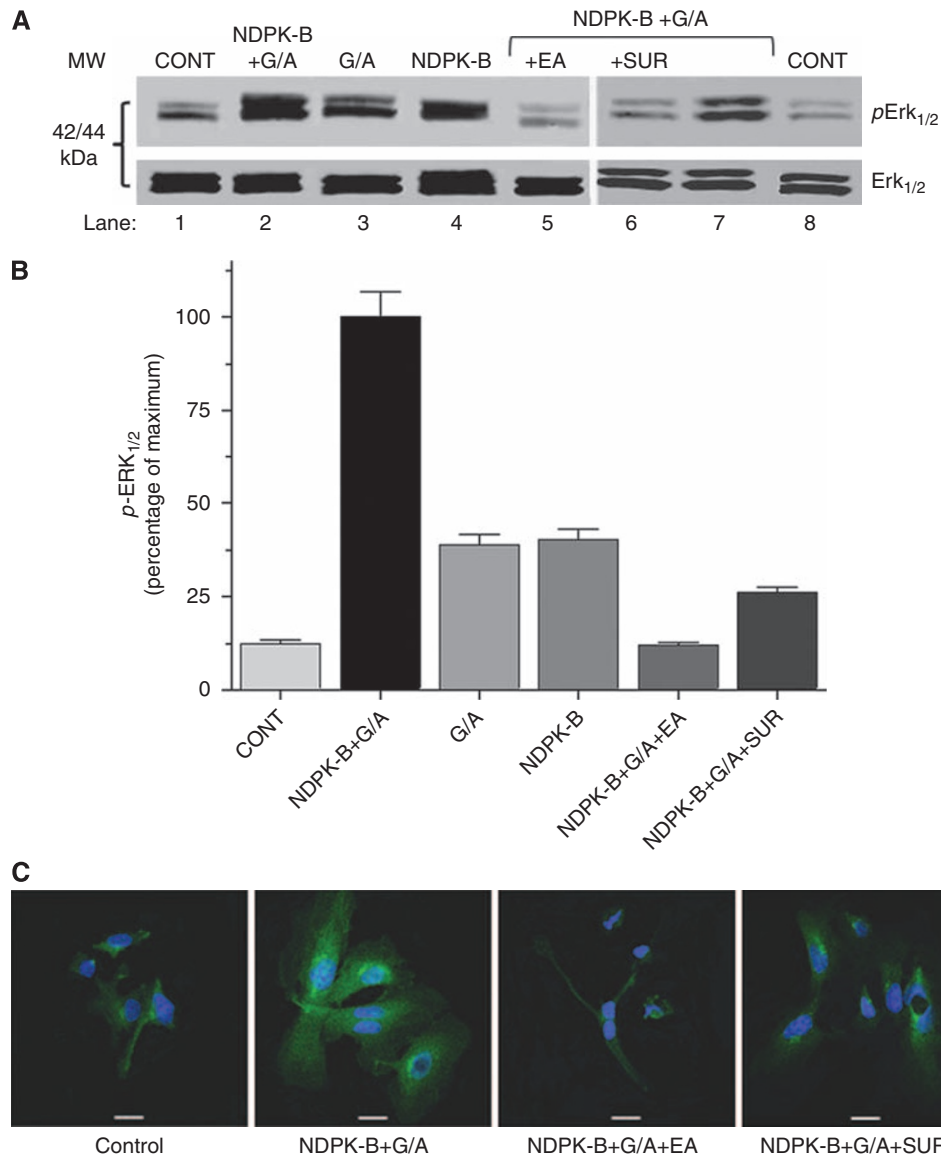 A
NDPK-B +G/A
NDPK-B
MW CONT +G/A G/A NDPK-B +EA +SUR CONT
pErk1/2
42/44
kDa
Erk1/2
Lane: 1 2 3 4 5 6 7 8
B
p-ERK1/2
(percentage of maximum)
100
75
50
25
0
CONT
NDPK-B+G/A
G/A
NDPK-B
NDPK-B+G/A+EA
NDPK-B+G/A+SUR
C
Control NDPK-B+G/A NDPK-B+G/A+EA NDPK-B+G/A+SUR